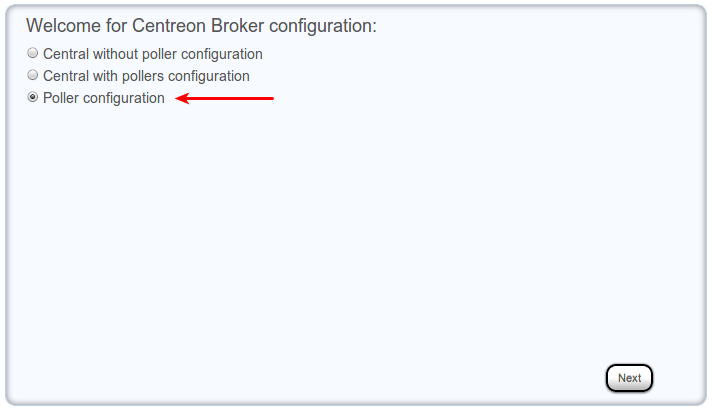 Welcome for Centreon Broker configuration:
Central without poller configuration
Central with pollers configuration
Poller configuration
Next